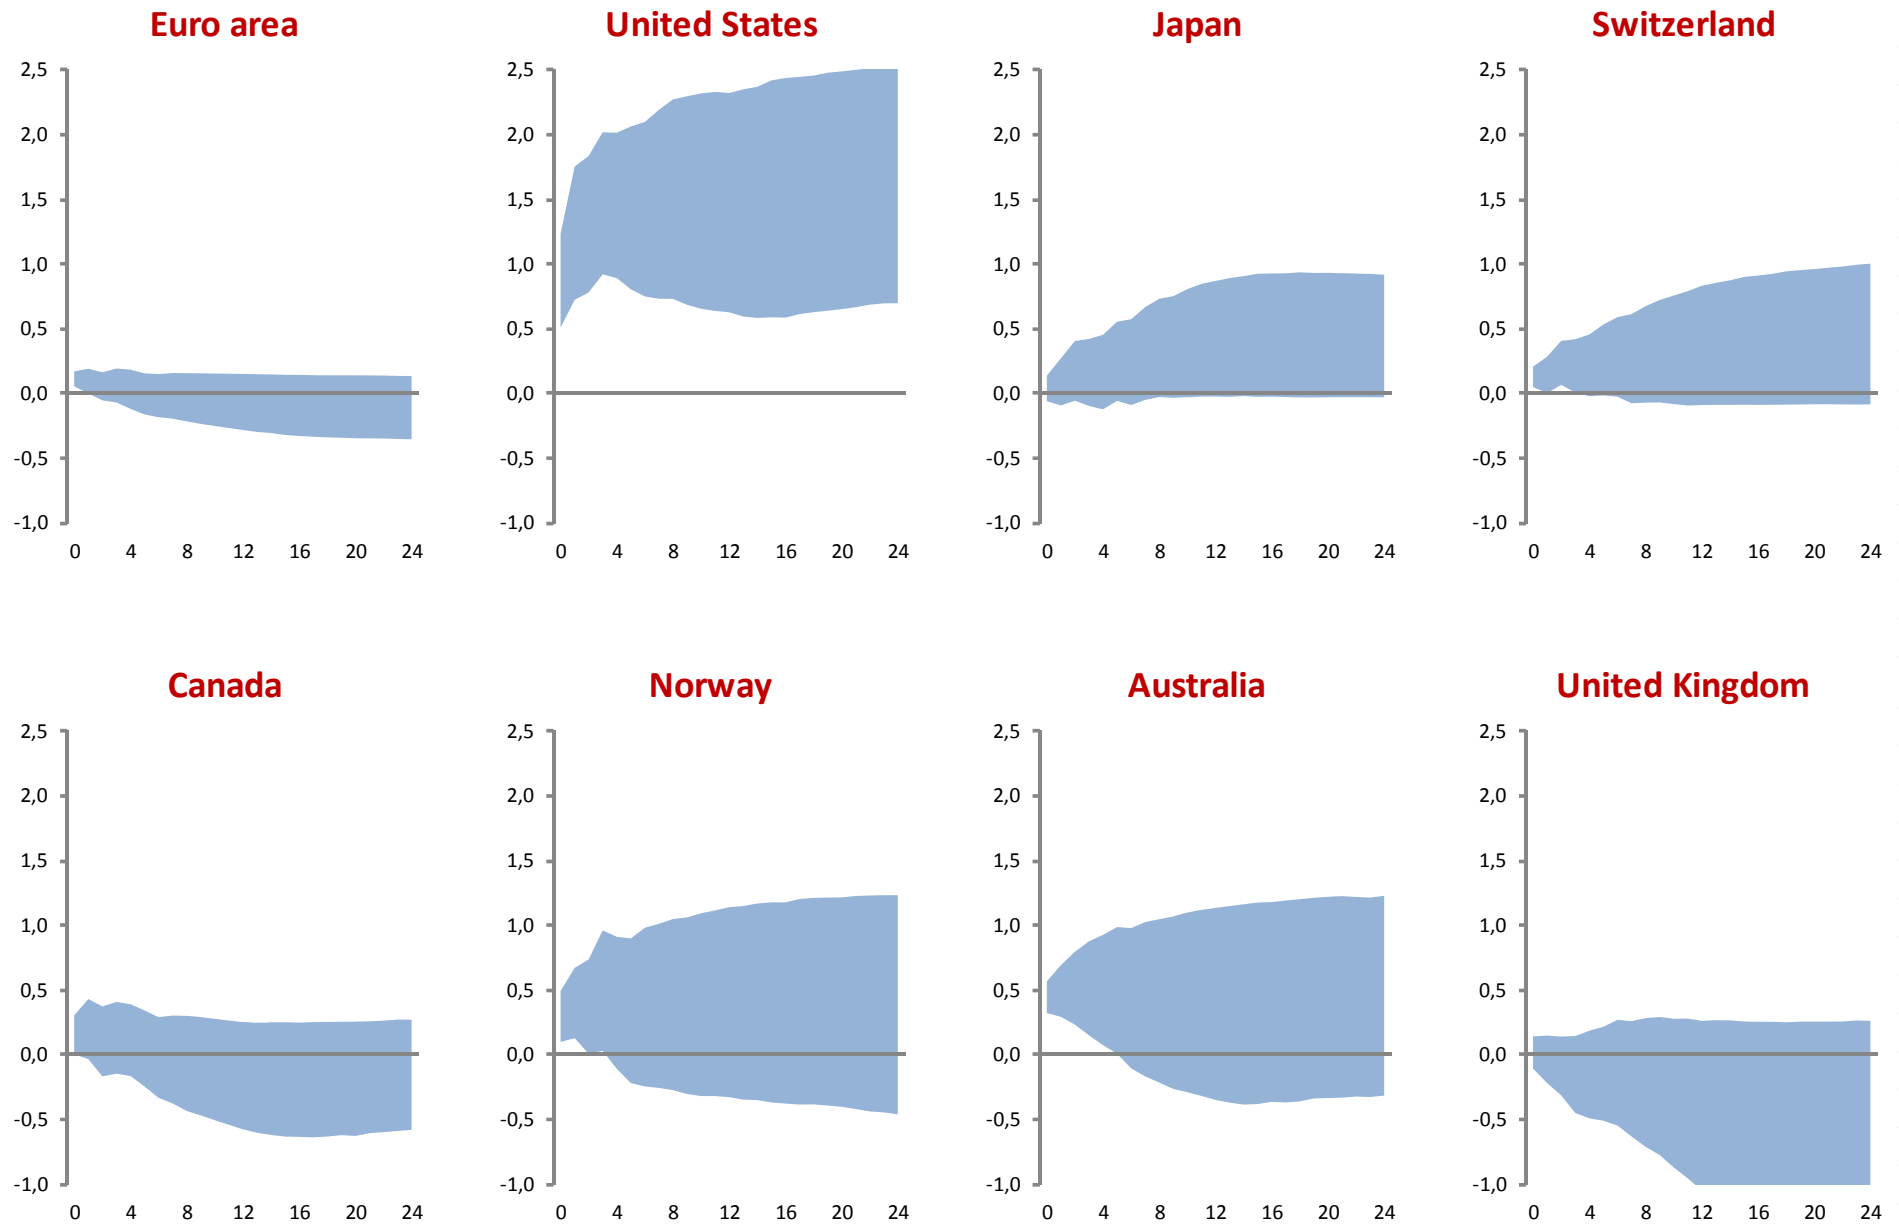 Euro area United States Japan Switzerland
2,5 2,5 2,5 2,5
2,0 2,0 2,0 2,0
1,5 1,5 1,5 1,5
1,0 1,0 1,0 1,0
0,5 0,5 0,5 0,5
0,0 0,0 0,0 0,0
-0,5 -0,5 -0,5 -0,5
-1,0 -1,0 -1,0 -1,0
0 4 8 12 16 20 24 0 4 8 12 16 20 24 0 4 8 12 16 20 24 0 4 8 12 16 20 24
Canada Norway Australia United Kingdom
2,5 2,5 2,5 2,5
2,0 2,0 2,0 2,0
1,5 1,5 1,5 1,5
1,0 1,0 1,0 1,0
0,5 0,5 0,5 0,5
0,0 0,0 0,0 0,0
-0,5 -0,5 -0,5 -0,5
-1,0 -1,0 -1,0 -1,0
0 4 8 12 16 20 24 0 4 8 12 16 20 24 0 4 8 12 16 20 24 0 4 8 12 16 20 24